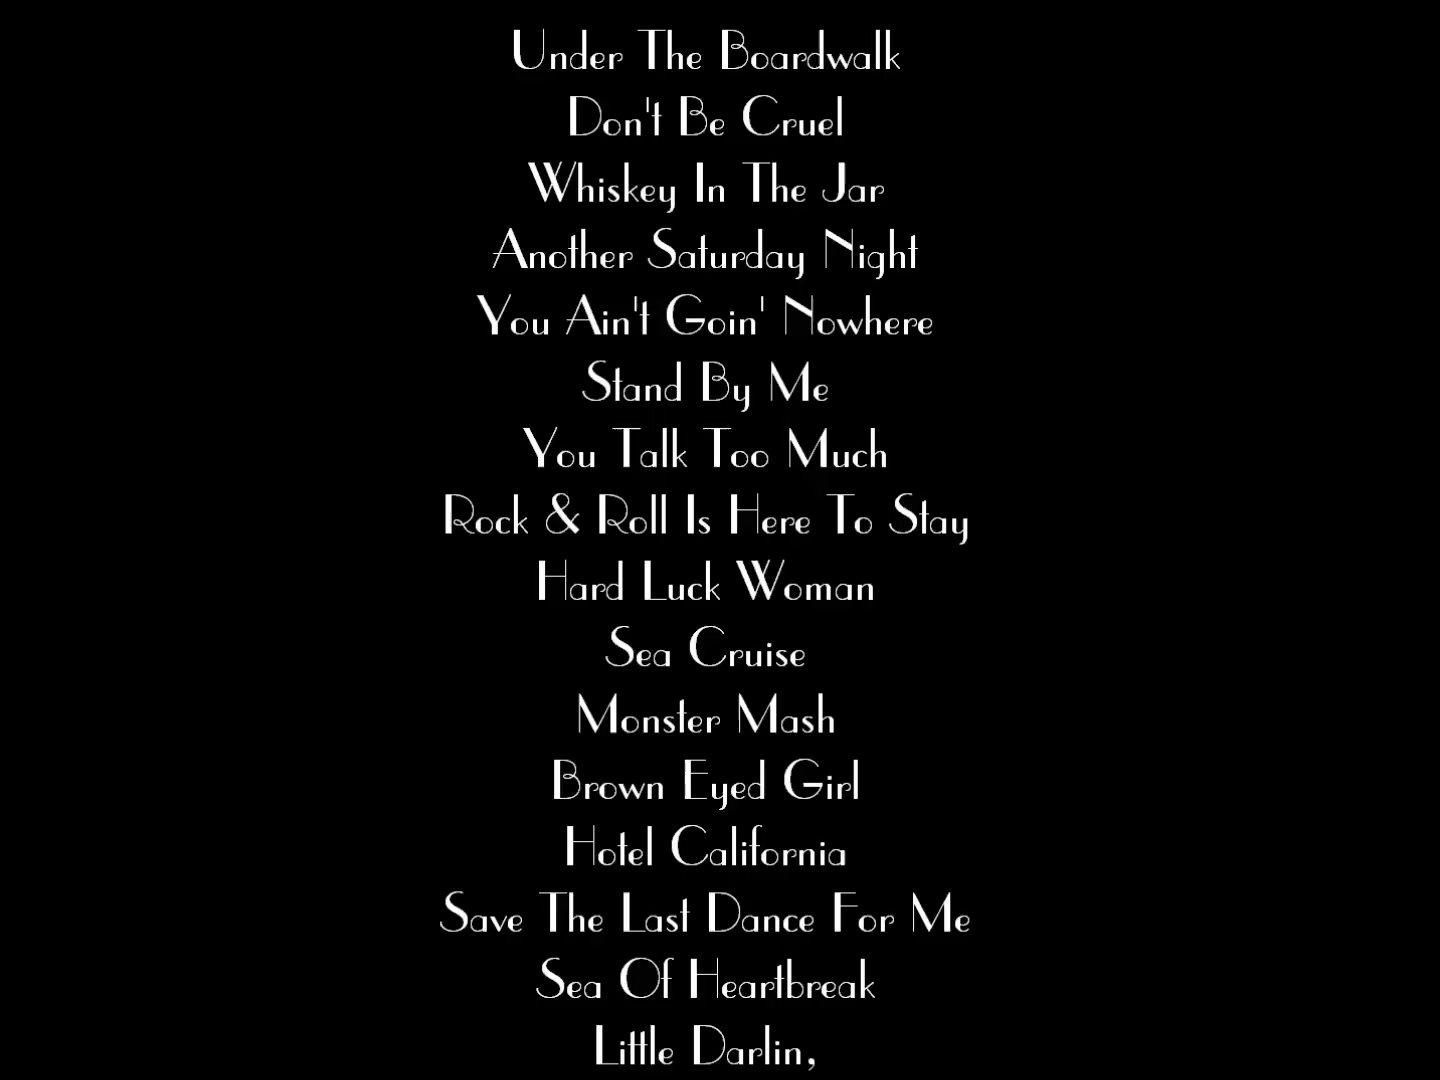 Under The Boardwalk
Don't Be Cruel
Whiskey In The Jar
Another Saturday Night
You Ain't Goin' Nowhere
Stand By Me
You Talk Too Much
Rock & Roll Is Here To Stay
Hard Luck Woman
Sea Cruise
Monster Mash
Brown Eyed Girl
Hotel California
Save The Last Dance For Me
Sea Of Heartbreak
Little Darlin,